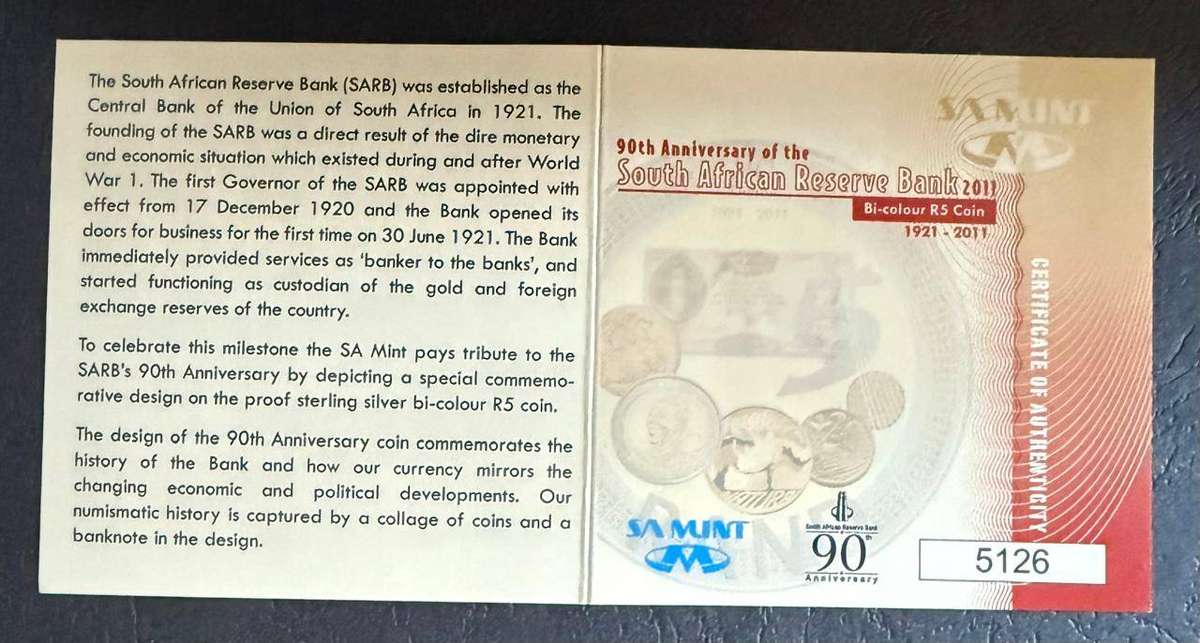 The South African Reserve Bank (SARB) was established as the
Central Bank of the Union of South Africa in 1921. The
founding of the SARB was a direct result of the dire monetary
and economic situation which existed during and after World
War 1. The first Governor of the SARB was appointed with
effect from 17 December 1920 and the Bank opened its
doors for business for the first time on 30 June 1921. The Bank
immediately provided services as ‘banker to the banks’, and
started functioning as custodian of the gold and foreign
exchange reserves of the country.
To celebrate this milestone the SA Mint pays tribute to the
SARB's 90th Anniversary by depicting a special commemo-
rative design on the proof sterling silver bi-colour R5 coin.
The design of the 90th Anniversary coin commemorates the
history of the Bank and how our currency mirrors the
changing economic and political developments. Our
numismatic history is captured by a collage of coins and a
banknote in the design.
SA MINT
90th Anniversary of the
South African Reserve Bank 2011
Bi-colour R5 Coin
1921 - 2011
1921 2011
5
CERTIFICATE OF AUTHENTICITY
SA MINT
South African Reserve Bank
90th
Anniversary
5126